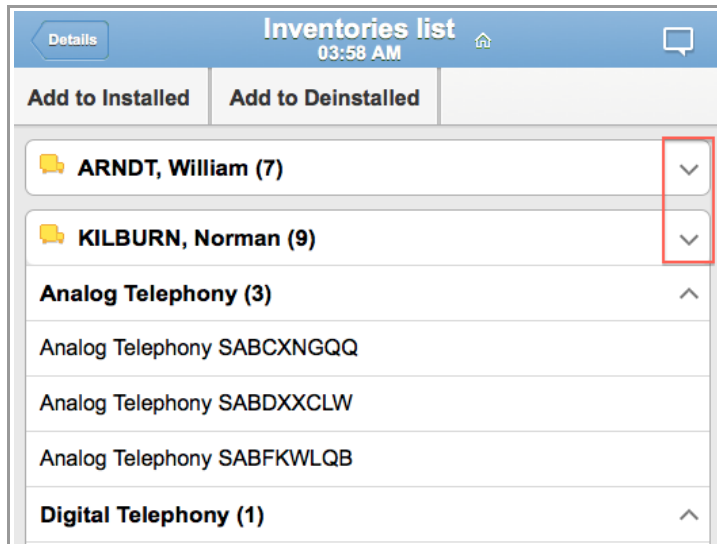 Details
Inventories list
03:58 AM
Add to Installed
Add to Deinstalled
ARNDT, William (7)
KILBURN, Norman (9)
Analog Telephony (3)
Analog Telephony SABCXNGQQ
Analog Telephony SABDXXCLW
Analog Telephony SABFKWLQB
Digital Telephony (1)